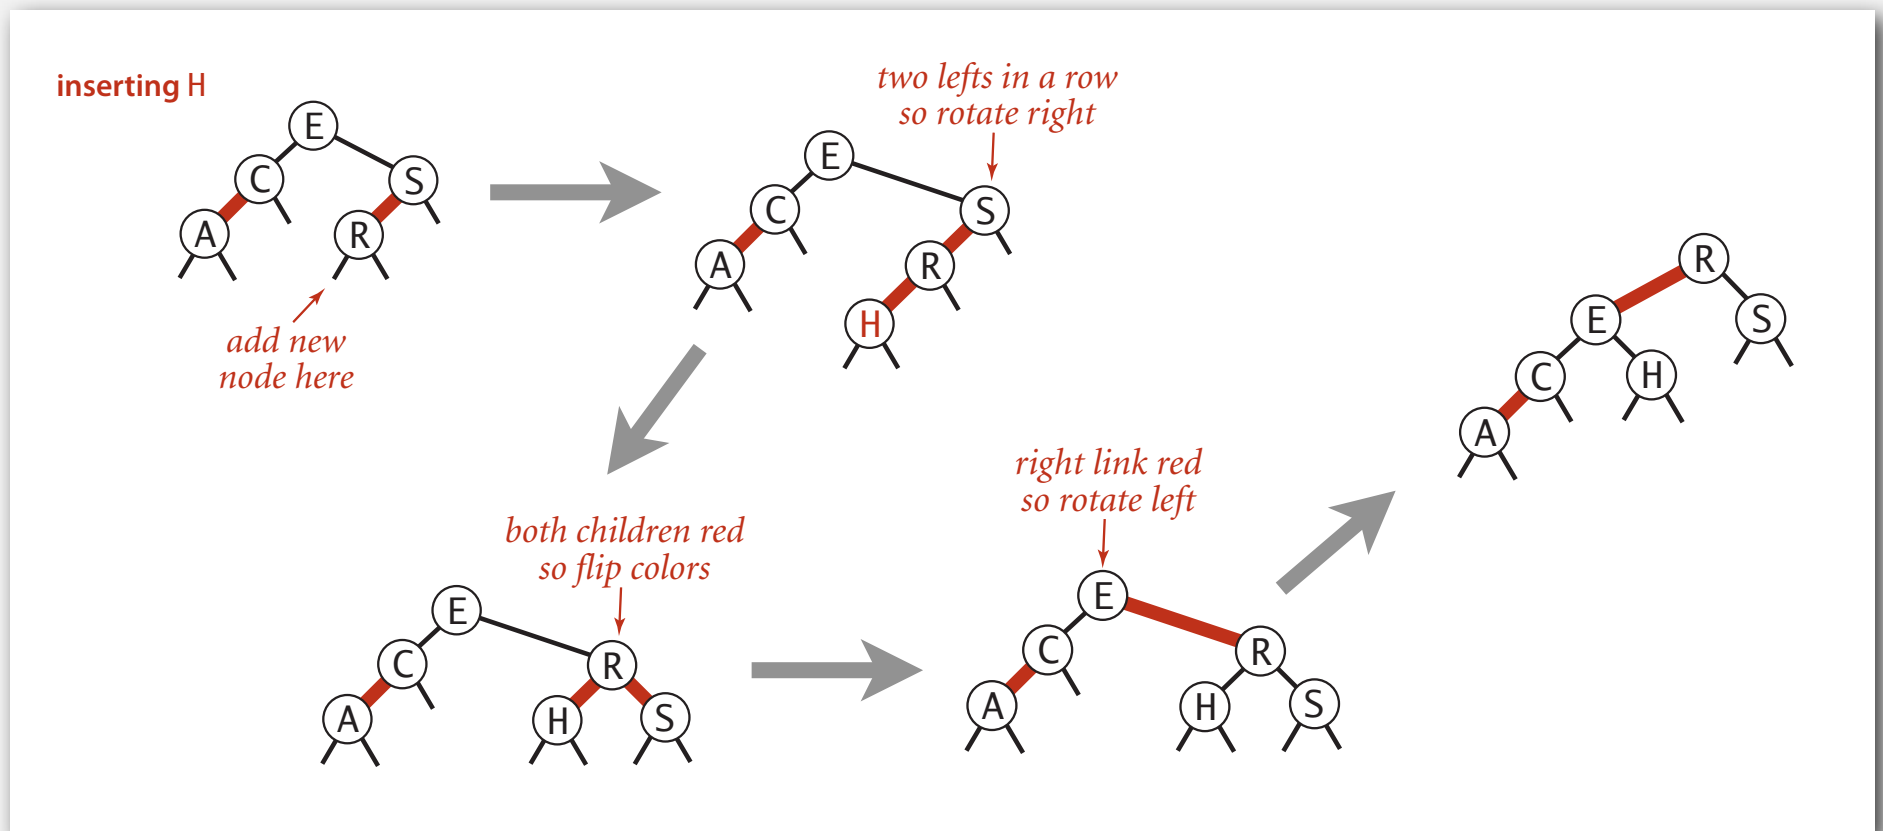 inserting H
E
C
S
A
R
add new
node here
two lefts in a row
so rotate right
E
C
S
A
R
H
both children red
so flip colors
E
C
R
A
H
S
right link red
so rotate left
E
C
R
A
H
S
R
E
S
C
H
A